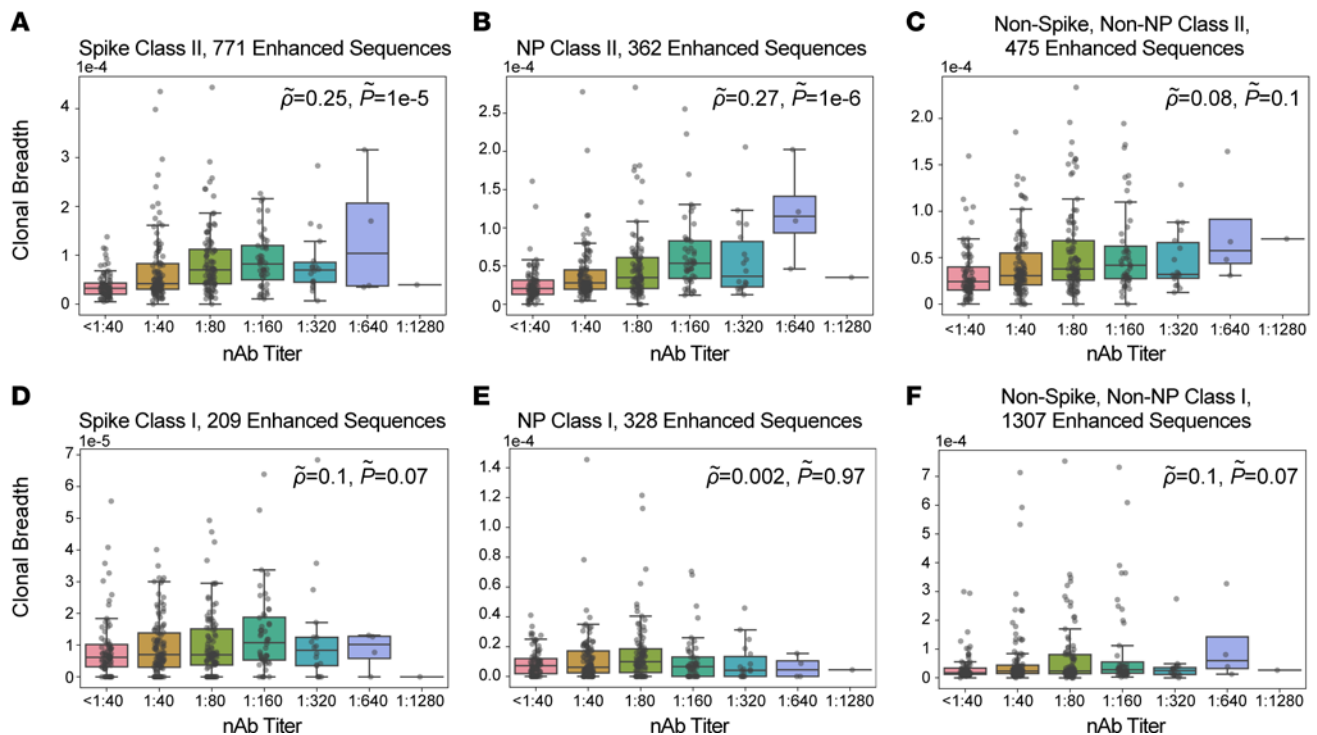 A
Spike Class II, 771 Enhanced Sequences
1e-4
ρ̃=0.25, P̃=1e-5
Clonal Breadth
4
3
2
1
0
<1:40 1:40 1:80 1:160 1:320 1:640 1:1280
nAb Titer
B
NP Class II, 362 Enhanced Sequences
1e-4
ρ̃=0.27, P̃=1e-6
2.5
2.0
1.5
1.0
0.5
0
<1:40 1:40 1:80 1:160 1:320 1:640 1:1280
nAb Titer
C
Non-Spike, Non-NP Class II,
475 Enhanced Sequences
1e-4
ρ̃=0.08, P̃=0.1
2.0
1.5
1.0
0.5
0
<1:40 1:40 1:80 1:160 1:320 1:640 1:1280
nAb Titer
D
Spike Class I, 209 Enhanced Sequences
1e-5
ρ̃=0.1, P̃=0.07
Clonal Breadth
7
6
5
4
3
2
1
0
<1:40 1:40 1:80 1:160 1:320 1:640 1:1280
nAb Titer
E
NP Class I, 328 Enhanced Sequences
1e-4
ρ̃=0.002, P̃=0.97
1.4
1.2
1.0
0.8
0.6
0.4
0.2
0.0
<1:40 1:40 1:80 1:160 1:320 1:640 1:1280
nAb Titer
F
Non-Spike, Non-NP Class I,
1307 Enhanced Sequences
1e-4
ρ̃=0.1, P̃=0.07
7
6
5
4
3
2
1
0
<1:40 1:40 1:80 1:160 1:320 1:640 1:1280
nAb Titer